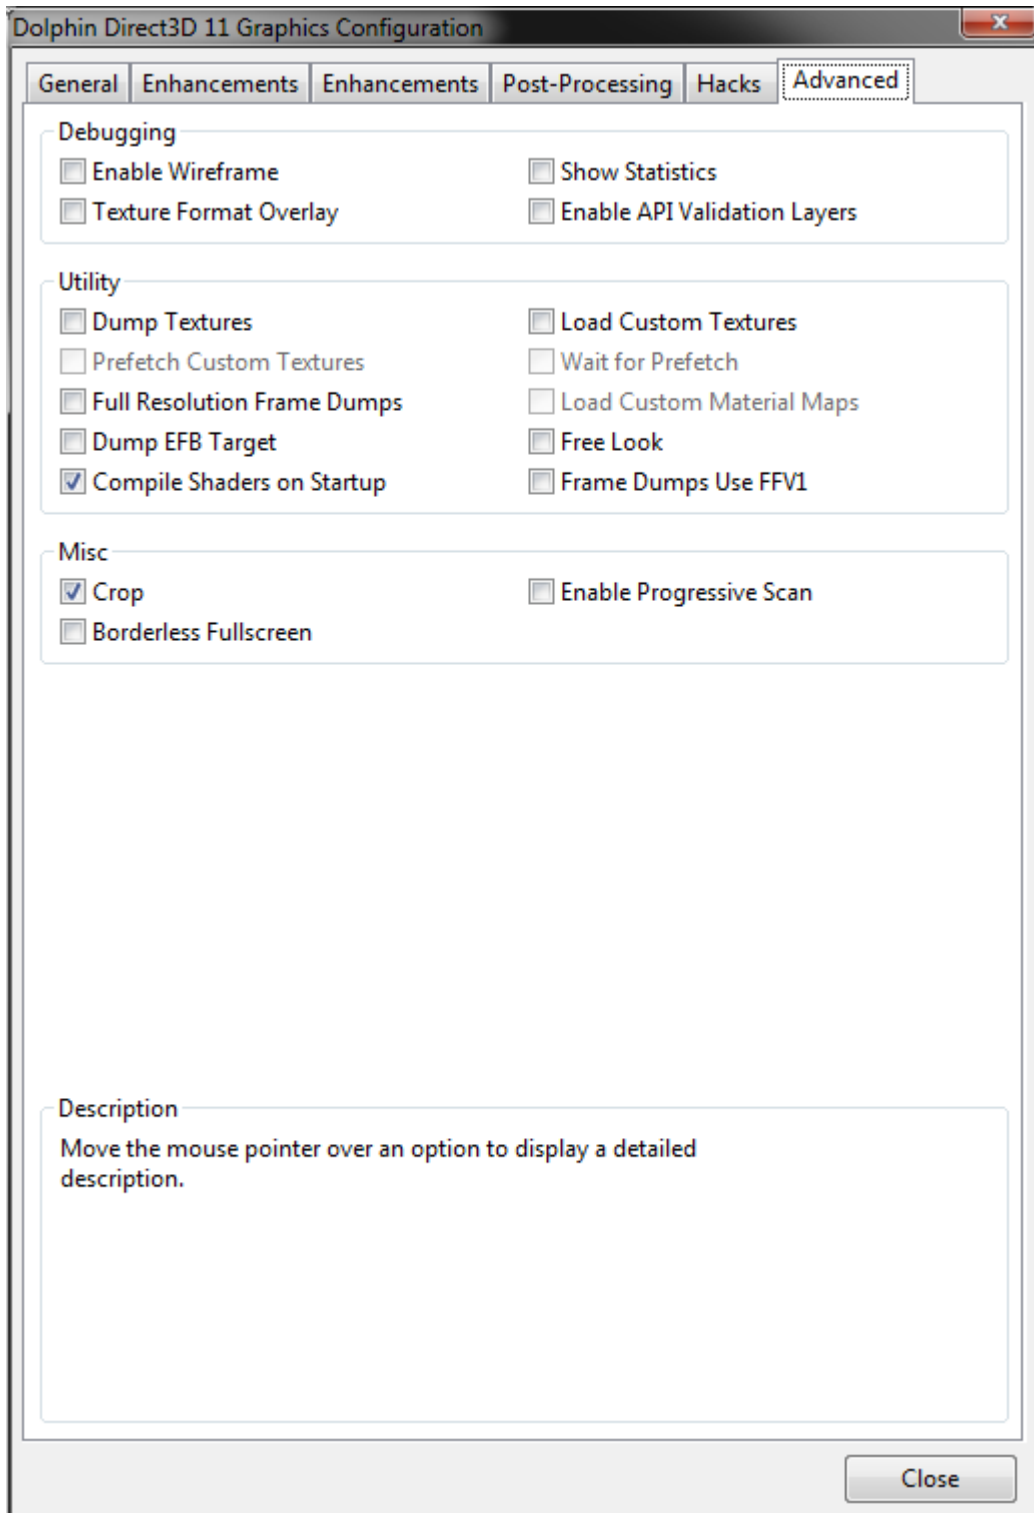 Dolphin Direct3D 11 Graphics Configuration
General Enhancements Enhancements Post-Processing Hacks Advanced
Debugging
Enable Wireframe Show Statistics
Texture Format Overlay Enable API Validation Layers
Utility
Dump Textures Load Custom Textures
Prefetch Custom Textures Wait for Prefetch
Full Resolution Frame Dumps Load Custom Material Maps
Dump EFB Target Free Look
Compile Shaders on Startup Frame Dumps Use FFV1
Misc
Crop Enable Progressive Scan
Borderless Fullscreen
Description
Move the mouse pointer over an option to display a detailed
description.
Close